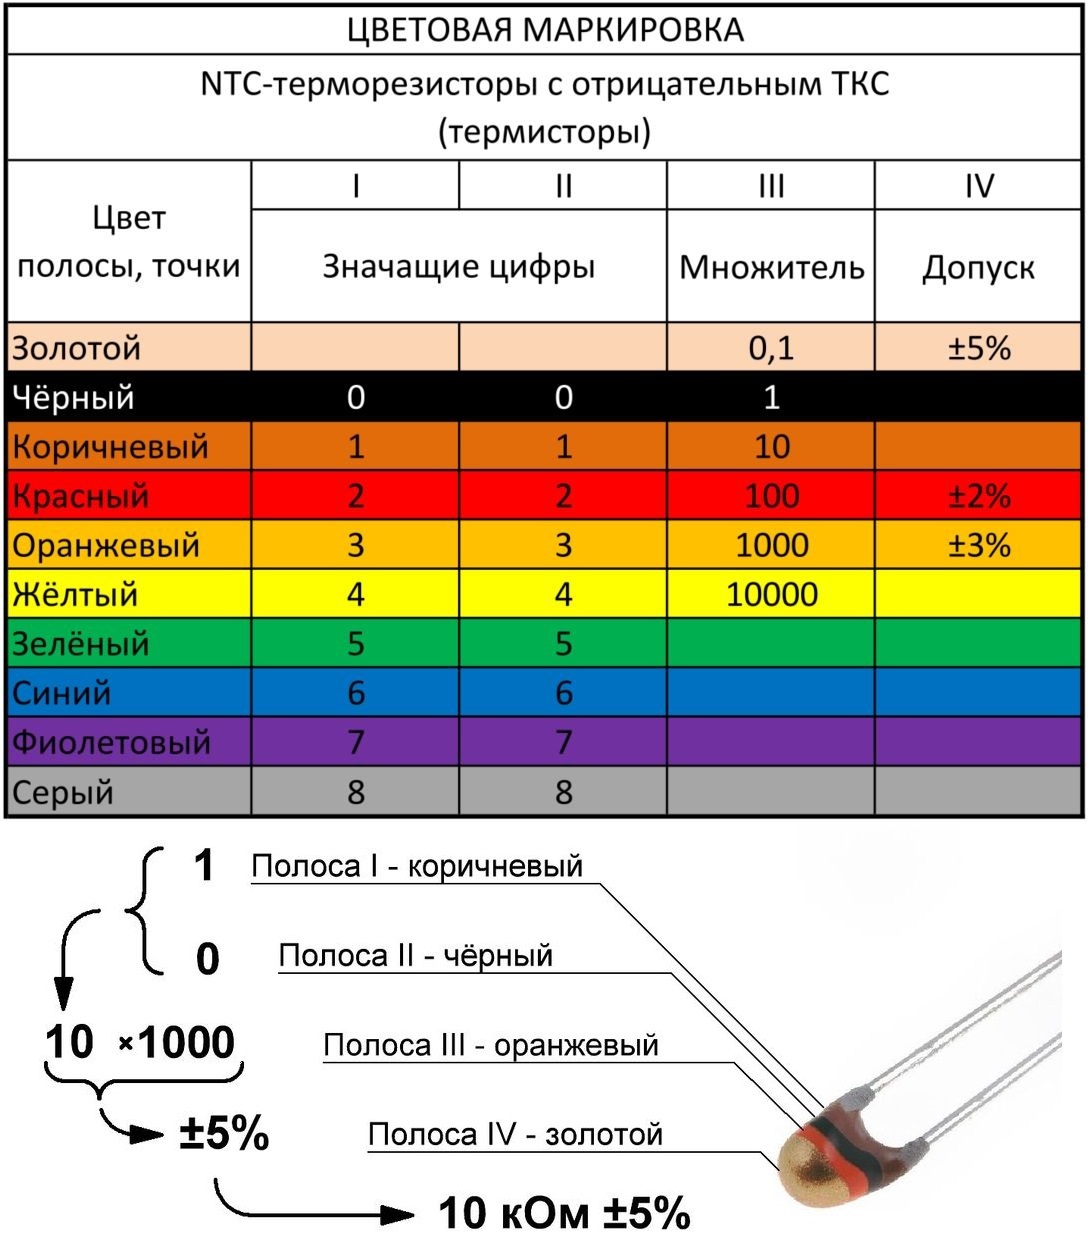 ЦВЕТОВАЯ МАРКИРОВКА
NTC-терморезисторы с отрицательным ТКС
(термисторы)
Цвет
полосы, точки
I II III IV
Значащие цифры Множитель Допуск
Золотой 0,1 ±5%
Чёрный 0 0 1
Коричневый 1 1 10
Красный 2 2 100 ±2%
Оранжевый 3 3 1000 ±3%
Жёлтый 4 4 10000
Зелёный 5 5
Синий 6 6
Фиолетовый 7 7
Серый 8 8
1 Полоса I - коричневый
0 Полоса II - чёрный
10 ×1000 Полоса III - оранжевый
±5% Полоса IV - золотой
10 кОм ±5%